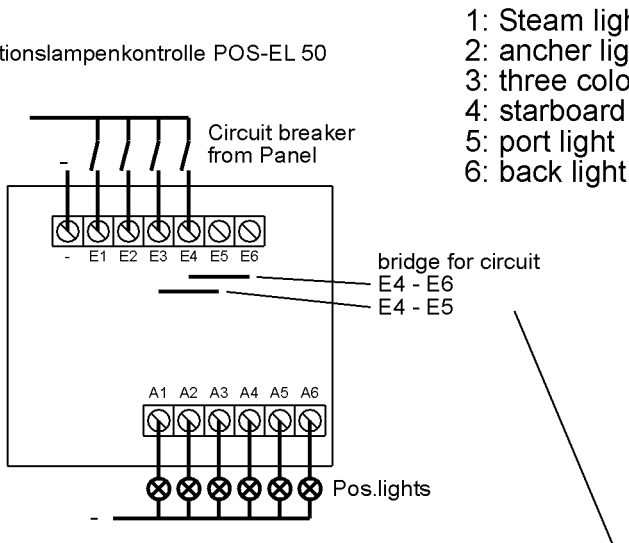 tionslampenkontrolle POS-EL 50
1: Steam ligh
2: ancher lig
3: three colo
4: starboard
5: port light
6: back light
Circuit breaker
from Panel
-
- E1 E2 E3 E4 E5 E6
bridge for circuit
E4 - E6
E4 - E5
A1 A2 A3 A4 A5 A6
Pos.lights
-